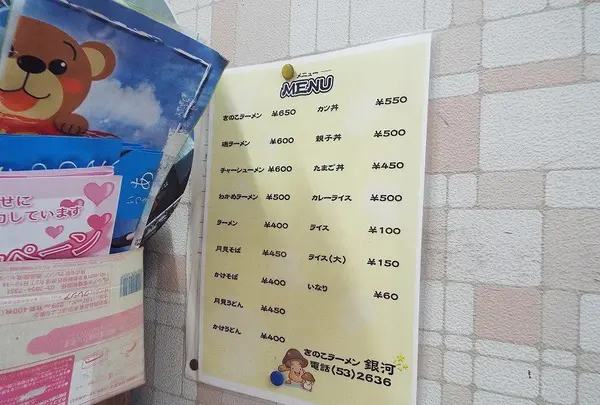 メニュー
MENU
きのこラーメン ¥650
¥600
チャーシューメン ¥600
わかめラーメン ¥500
ラーメン ¥400
月見そば ¥450
かけそば ¥400
月見うどん ¥450
かけうどん ¥400
カツ丼 ¥550
親子丼 ¥500
たまご丼 ¥450
カレーライス ¥500
ライス ¥100
ライス(大) ¥150
いなり ¥60
きのこラーメン 銀河
電話(53)2636
せに
しています
ペーン